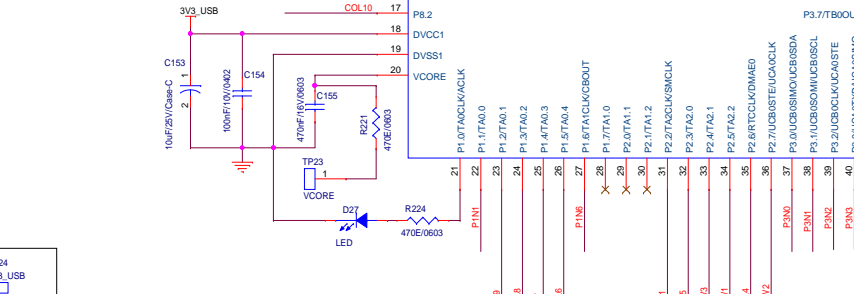 3V3_USB
COL10
17
P8.2
P3.7/TB0OU
18
DVCC1
19
DVSS1
20
VCORE
C153
1
2
10uF/25V/Case-C
C154
100nF/10V/0402
C155
470nF/16V/0603
R221
470E/0603
TP23
1
VCORE
D27
LED
R224
470E/0603
P1.0/TA0CLK/ACLK
P1.1/TA0.0
P1.2/TA0.1
P1.3/TA0.2
P1.4/TA0.3
P1.5/TA0.4
P1.6/TA1CLK/CBOUT
P1.7/TA1.0
P2.0/TA1.1
P2.1/TA1.2
P2.2/TA2CLK/SMCLK
P2.3/TA2.0
P2.4/TA2.1
P2.5/TA2.2
P2.6/RTCCLK/DMAE0
P2.7/UCB0STE/UCA0CLK
P3.0/UCB0SIMO/UCB0SDA
P3.1/UCB0SOMI/UCB0SCL
P3.2/UCB0CLK/UCA0STE
21
22
23
24
25
26
27
28
29
30
31
32
33
34
35
36
37
38
39
40
P1N1
P1N6
P3N0
P3N1
P3N2
P3N3
24
_USB